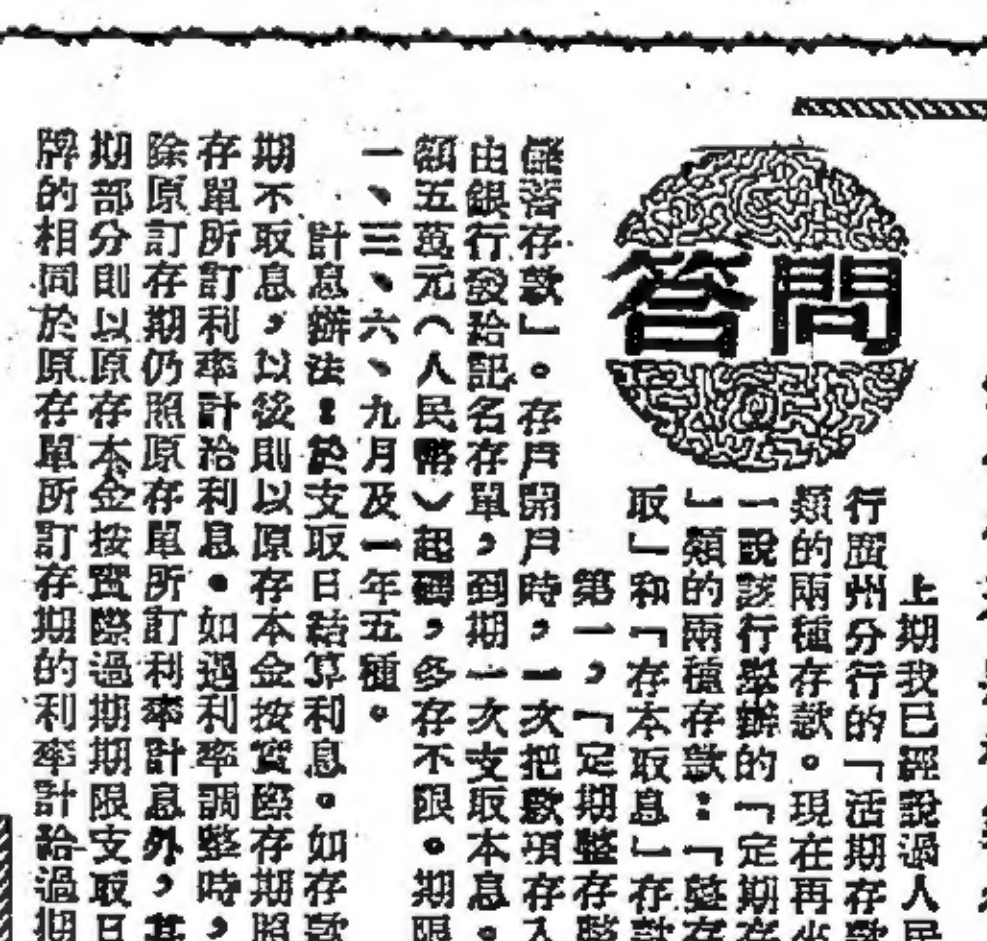 問答
上期我已經說過人民
行廣州分行的「活期存款
類的兩種存款。現在再
一說該行舉辦的「定期存
」類的兩種存款：「整存
取」和「存本取息」存款
第一，「定期整存整
儲蓄存款」。存戶開戶時，一次把款項存入
由銀行發給記名存單，到期一次支取本息。
額五萬元（人民幣）起碼，多存不限。期限
一、三、六、九月及一年五種。
計息辦法：於支取日結算利息。如存款
期不取息，以後則以原存本金按實際存期照
存單所訂利率計給利息。如遇利率調整時，
除原訂存期仍照原存單所訂利率計息外，其
期部分則以原存本金按實際過期期限支取日
牌的相同於原存單所訂存期的利率計給過期